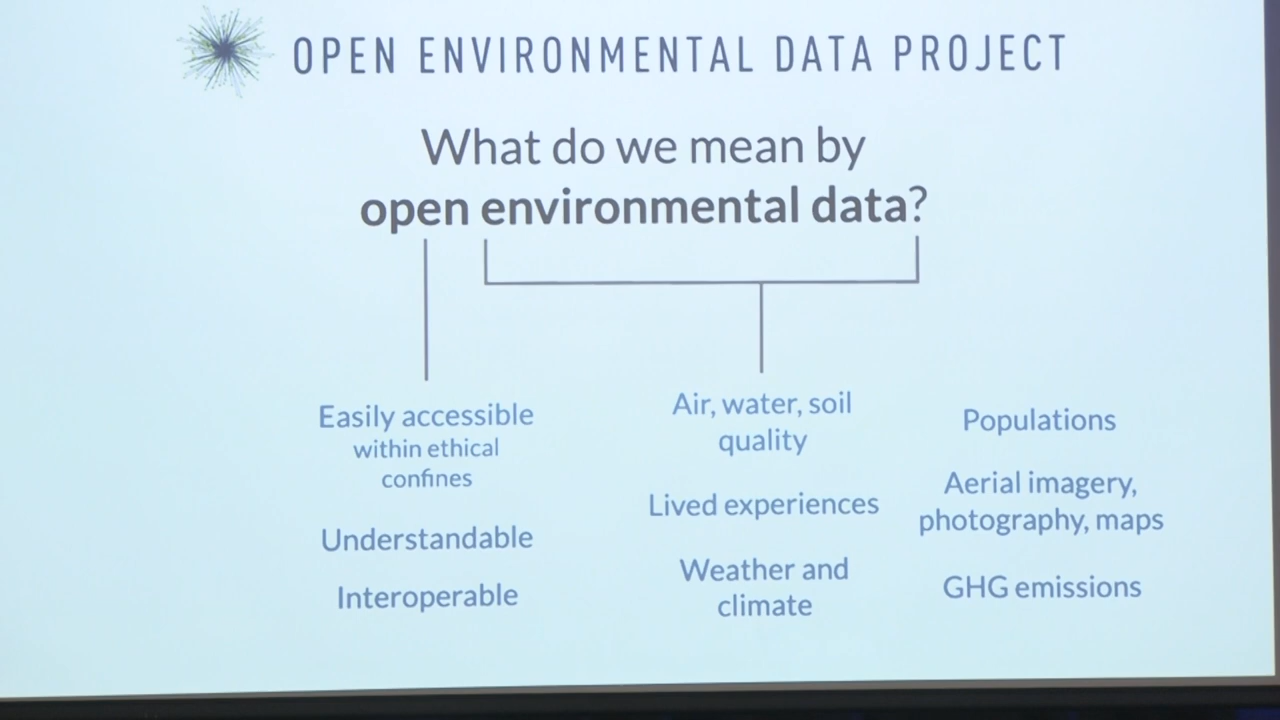 OPEN ENVIRONMENTAL DATA PROJECT
What do we mean by
open environmental data?
Easily accessible
within ethical
confines
Understandable
Interoperable
Air, water, soil
quality
Lived experiences
Weather and
climate
Populations
Aerial imagery,
photography, maps
GHG emissions